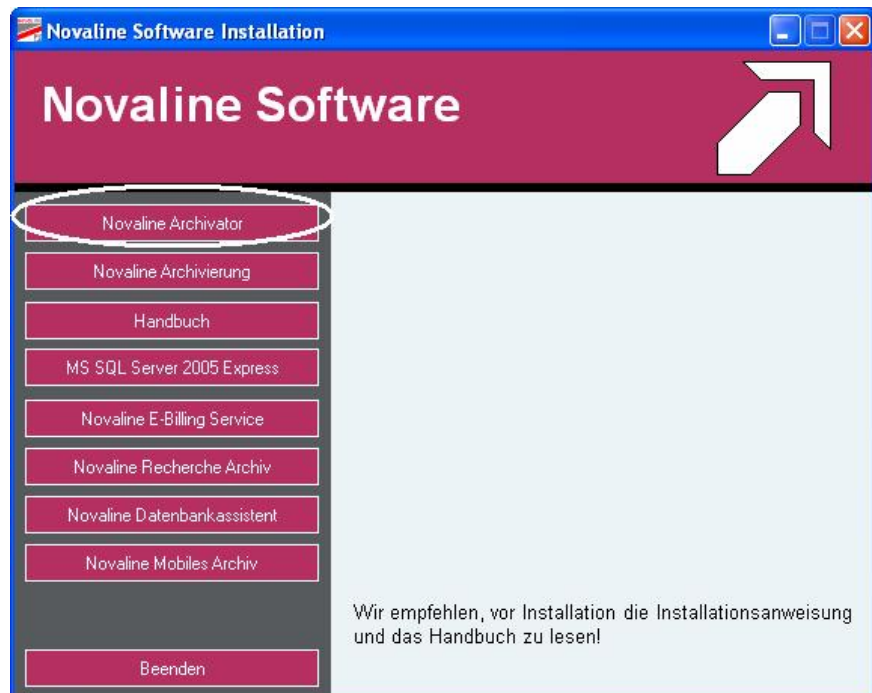 Novaline Software Installation
Novaline Software
Novaline Archivator
Novaline Archivierung
Handbuch
MS SQL Server 2005 Express
Novaline E-Billing Service
Novaline Recherche Archiv
Novaline Datenbankassistent
Novaline Mobiles Archiv
Wir empfehlen, vor Installation die Installationsanweisung
und das Handbuch zu lesen!
Beenden